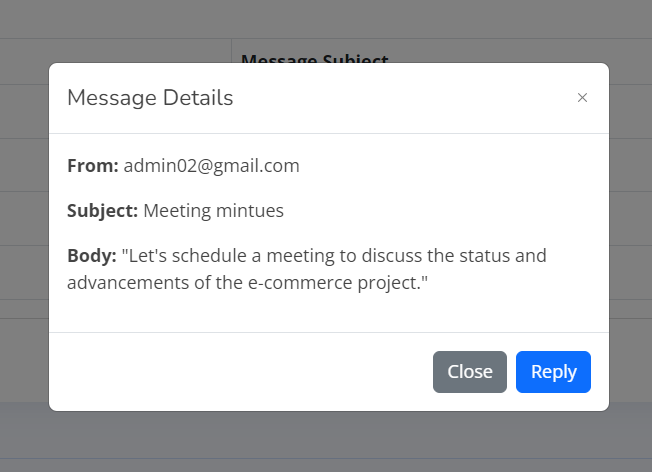 Message Subject
Message Details
×
From: admin02@gmail.com
Subject: Meeting mintues
Body: "Let's schedule a meeting to discuss the status and
advancements of the e-commerce project."
Close Reply